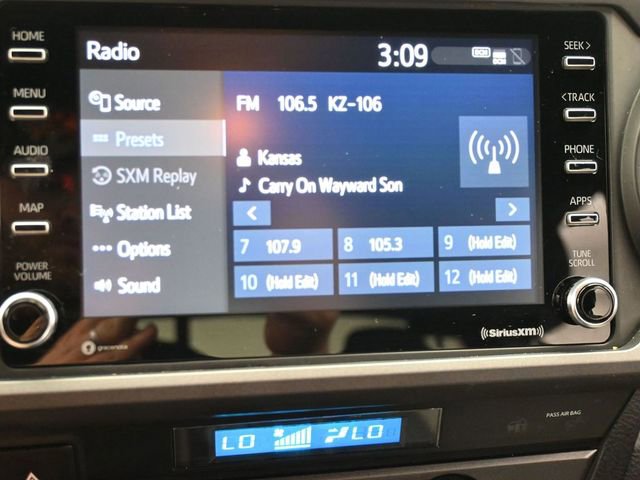 HOME
MENU
AUDIO
MAP
POWER
VOLUME
Radio
3:09
Source
Presets
SXM Replay
Station List
Options
Sound
FM 106.5 KZ-106
Kansas
Carry On Wayward Son
<
>
7 107.9
8 105.3
9 (Hold Edit)
10 (Hold Edit)
11 (Hold Edit)
12 (Hold Edit)
SEEK >
< TRACK
PHONE
APPS
TUNE
SCROLL
gracenote
SiriusXM
PASS AIR BAG
LO
LO